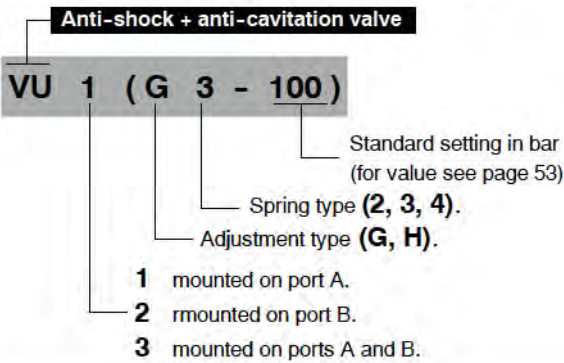 Anti-shock + anti-cavitation valve
VU 1 (G 3 - 100)
Standard setting in bar
(for value see page 53)
Spring type (2, 3, 4).
Adjustment type (G, H).
1 mounted on port A.
2 rmounted on port B.
3 mounted on ports A and B.